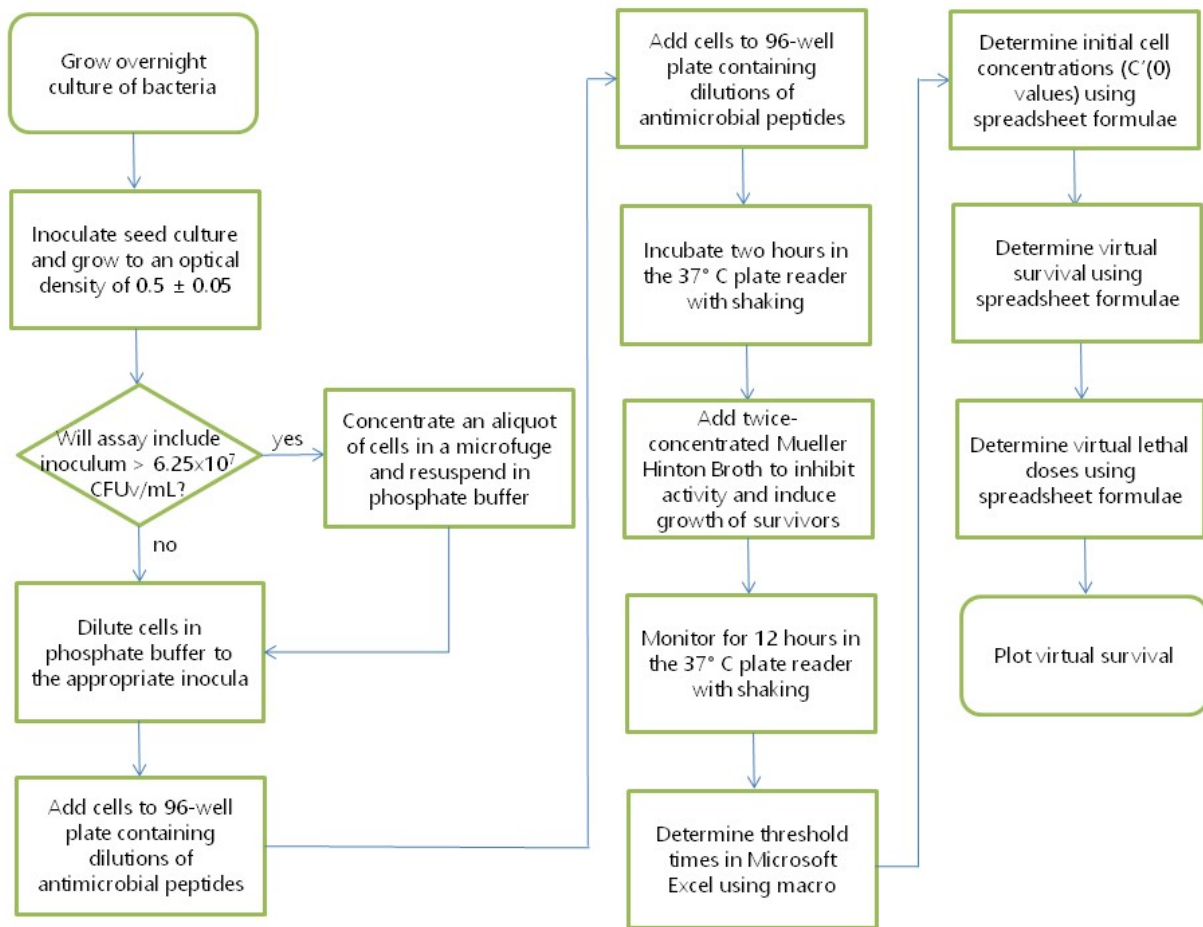 Grow overnight
culture of bacteria
Inoculate seed culture
and grow to an optical
density of 0.5 ± 0.05
Will assay include
inoculum > 6.25x10⁷
CFUv/mL?
yes
no
Concentrate an aliquot
of cells in a microfuge
and resuspend in
phosphate buffer
Dilute cells in
phosphate buffer to
the appropriate inocula
Add cells to 96-well
plate containing
dilutions of
antimicrobial peptides
Add cells to 96-well
plate containing
dilutions of
antimicrobial peptides
Incubate two hours in
the 37° C plate reader
with shaking
Add twice-
concentrated Mueller
Hinton Broth to inhibit
activity and induce
growth of survivors
Monitor for 12 hours in
the 37° C plate reader
with shaking
Determine threshold
times in Microsoft
Excel using macro
Determine initial cell
concentrations (C′(0)
values) using
spreadsheet formulae
Determine virtual
survival using
spreadsheet formulae
Determine virtual lethal
doses using
spreadsheet formulae
Plot virtual survival